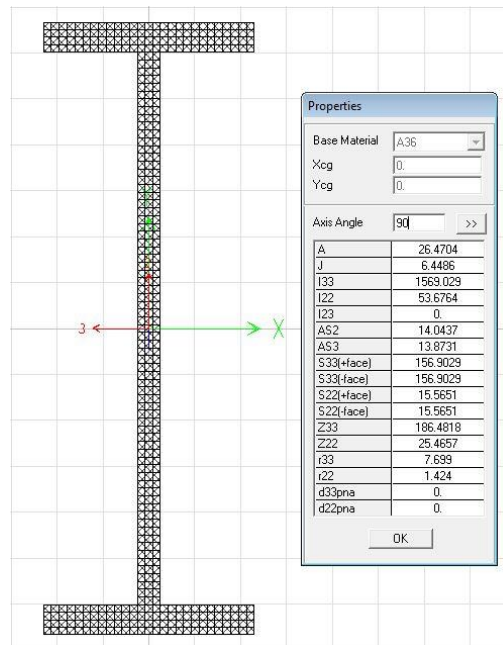 Properties
Base Material A36
Xcg 0.
Ycg 0.
Axis Angle 90 >>
A 26.4704
J 6.4486
I33 1569.029
I22 53.6764
I23 0.
AS2 14.0437
AS3 13.8731
S33(+face) 156.9029
S33(-face) 156.9029
S22(+face) 15.5651
S22(-face) 15.5651
Z33 186.4818
Z22 25.4657
r33 7.699
r22 1.424
d33pna 0.
d22pna 0.
OK
3 X